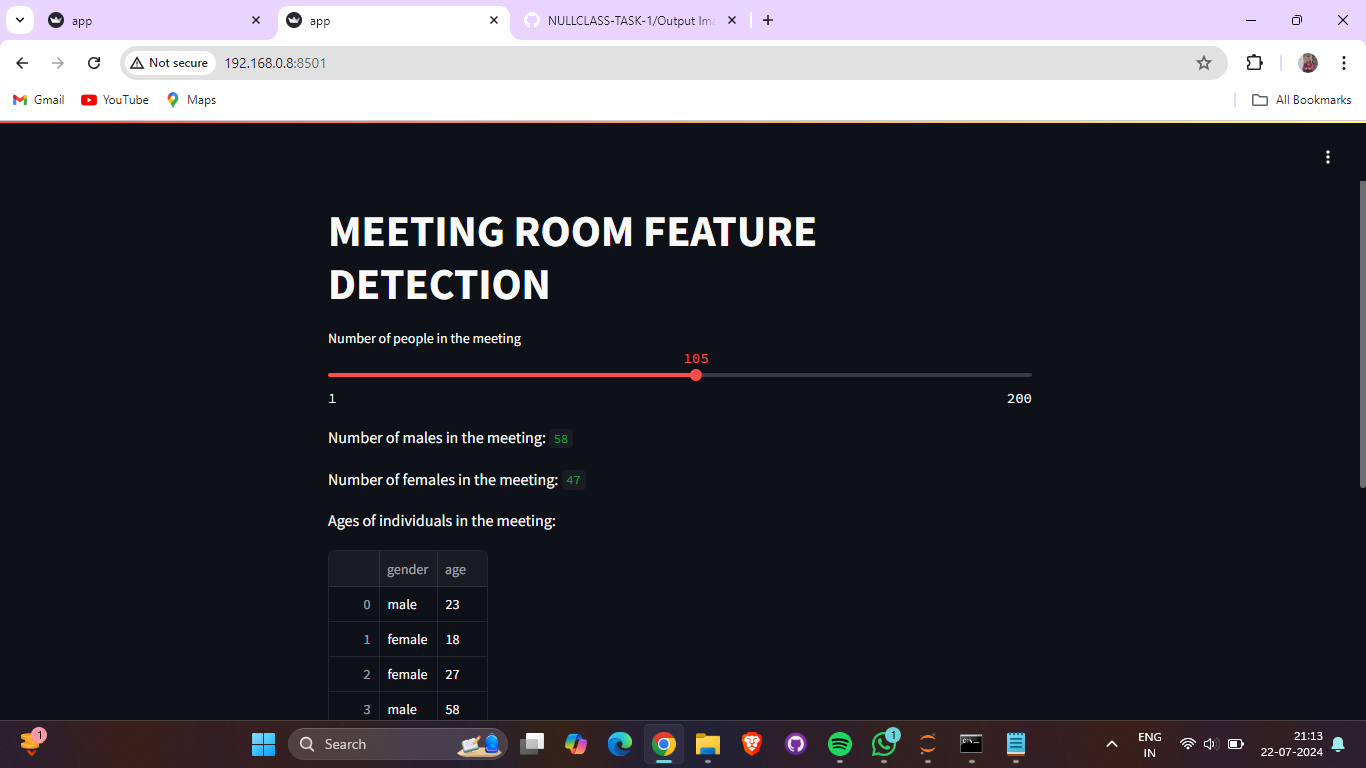 app
app
NULLCLASS-TASK-1/Output Im
Not secure
192.168.0.8:8501
Gmail
YouTube
Maps
All Bookmarks
MEETING ROOM FEATURE
DETECTION
Number of people in the meeting
105
1
200
Number of males in the meeting: 58
Number of females in the meeting: 47
Ages of individuals in the meeting:
gender age
0 male 23
1 female 18
2 female 27
3 male 58
1
Search
1
ENG
IN
21:13
22-07-2024